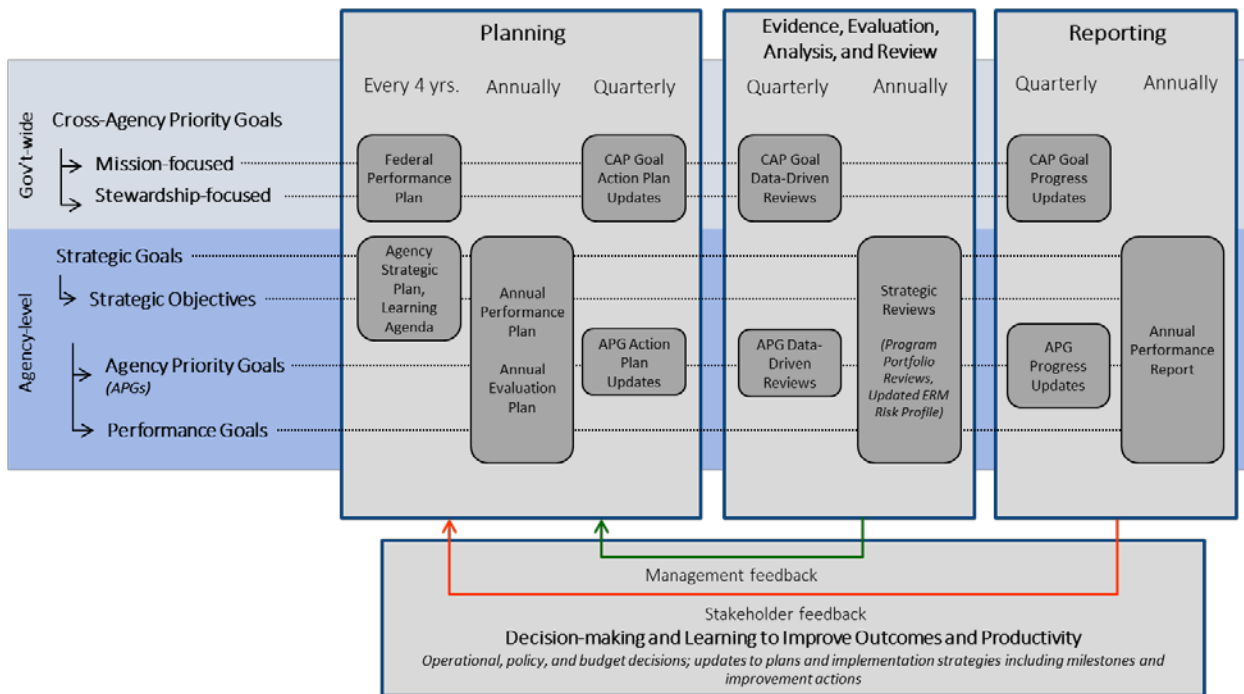 Planning
Evidence, Evaluation,
Analysis, and Review
Reporting
Every 4 yrs.
Annually
Quarterly
Quarterly
Annually
Quarterly
Annually
Gov't-wide
Cross-Agency Priority Goals
Mission-focused
Stewardship-focused
Federal
Performance
Plan
CAP Goal
Action Plan
Updates
CAP Goal
Data-Driven
Reviews
CAP Goal
Progress
Updates
Agency-level
Strategic Goals
Strategic Objectives
Agency Priority Goals
(APGs)
Performance Goals
Agency
Strategic
Plan,
Learning
Agenda
Annual
Performance
Plan
Annual
Evaluation
Plan
APG Action
Plan
Updates
APG Data-
Driven
Reviews
Strategic
Reviews
(Program
Portfolio
Reviews,
Updated ERM
Risk Profile)
APG
Progress
Updates
Annual
Performance
Report
Management feedback
Stakeholder feedback
Decision-making and Learning to Improve Outcomes and Productivity
Operational, policy, and budget decisions; updates to plans and implementation strategies including milestones and
improvement actions